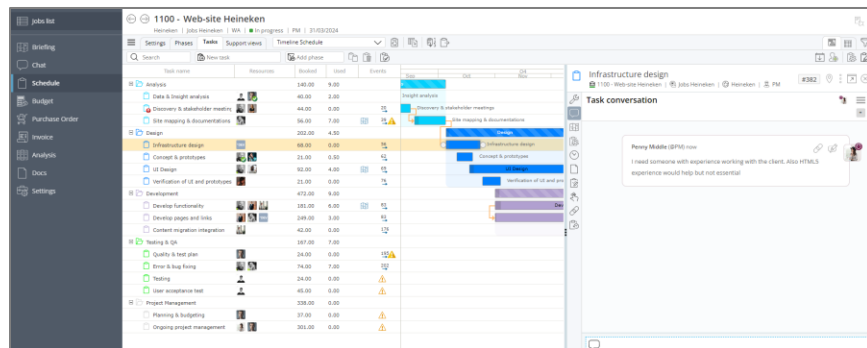 Jobs list
1100 - Web-site Heineken
Heineken | Jobs Heineken | WA | In progress | PM | 31/03/2024
Briefing
Chat
Schedule
Budget
Purchase Order
Invoice
Analysis
Docs
Settings
Settings Phases Tasks Support views Timeline Schedule
Search New task Add phase
Task name Resources Booked Used Events
Q4
Oct Nov
Analysis 140.00 9.00
Data & Insight analysis 40.00 2.00
Insight analysis
Discovery & stakeholder meeting 44.00 0.00
Discovery & stakeholder meetings
Site mapping & documentations 56.00 7.00
Site mapping & documentations
Design 202.00 4.50
Design
Infrastructure design 68.00 0.00
Infrastructure design
Concept & prototypes 21.00 0.50
Concept & prototypes
UI Design 92.00 4.00
UI Design
Verification of UI and prototypes 21.00 0.00
Verification of UI and pro
Development 472.00 9.00
Develop functionality 181.00 6.00
Dev
Develop pages and links 249.00 3.00
Content migration integration 42.00 0.00
Testing & QA 167.00 7.00
Quality & test plan 24.00 0.00
Error & bug fixing 74.00 7.00
Testing 24.00 0.00
User acceptance test 45.00 0.00
Project Management 338.00 0.00
Planning & budgeting 37.00 0.00
Ongoing project management 301.00 0.00
Infrastructure design
1100 - Web-site Heineken | Jobs Heineken | Heineken | PM
#382
Task conversation
Penny Middle (@PM) now
I need someone with experience working with the client. Also HTML5
experience would help but not essential